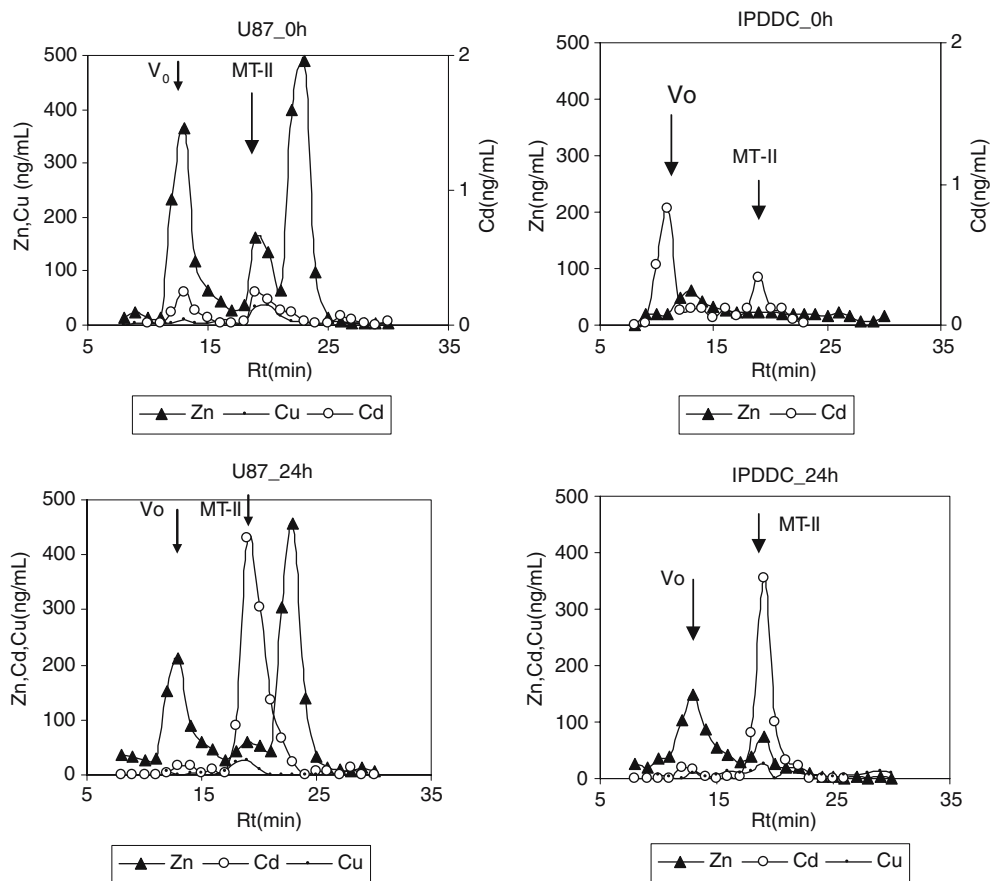 U87_0h
500
400
300
200
100
0
Zn,Cu (ng/mL)
V0
MT-II
2
1
0
Cd(ng/mL)
5 15 25 35
Rt(min)
Zn Cu Cd
IPDDC_0h
500
400
300
200
100
0
Zn(ng/mL)
Vo
MT-II
2
1
0
Cd(ng/mL)
5 15 25 35
Rt(min)
Zn Cd
U87_24h
500
400
300
200
100
0
Zn,Cd,Cu(ng/mL)
Vo
MT-II
5 15 25 35
Rt(min)
Zn Cd Cu
IPDDC_24h
500
400
300
200
100
0
Zn,Cd,Cu(ng/mL)
Vo
MT-II
5 15 25 35
Rt(min)
Zn Cd Cu